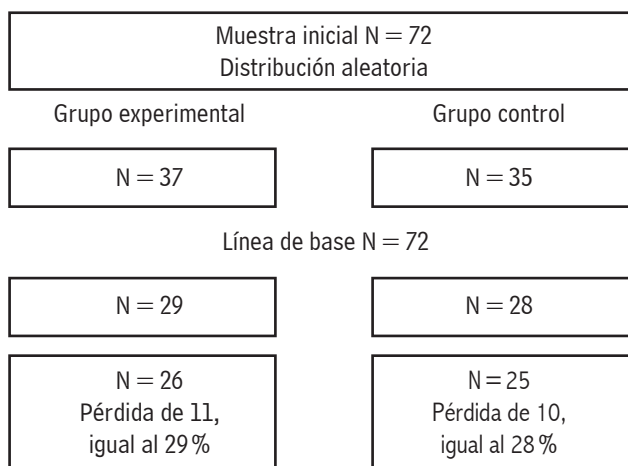 Muestra inicial N = 72
Distribución aleatoria
Grupo experimental
Grupo control
N = 37
N = 35
Línea de base N = 72
N = 29
N = 28
N = 26
Pérdida de 11,
igual al 29 %
N = 25
Pérdida de 10,
igual al 28 %